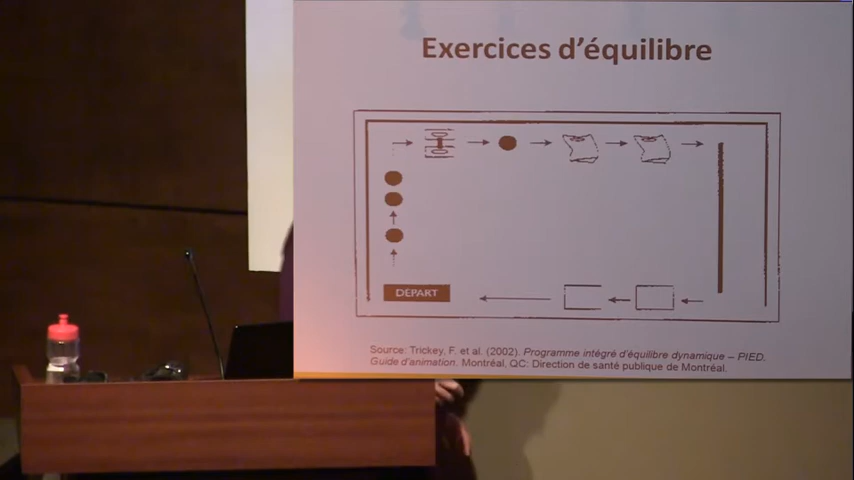 Exercices d'équilibre
DÉPART
Source: Trickey, F. et al. (2002). Programme intégré d'équilibre dynamique – PIED.
Guide d'animation. Montréal, QC: Direction de santé publique de Montréal.